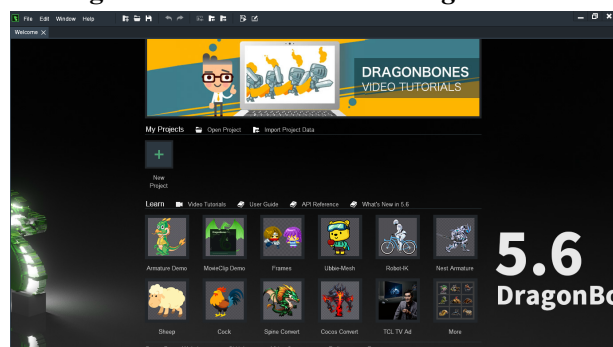 File Edit Window Help
Welcome X
DRAGONBONES
VIDEO TUTORIALS
My Projects Open Project Import Project Data
New
Project
Learn Video Tutorials User Guide API Reference What's New in 5.6
Armature Demo MovieClip Demo Frames Ubbie-Mesh Robot-IK Nest Armature
5.6
DragonBo
Sheep Cock Spine Convert Cocos Convert TCL TV Ad More